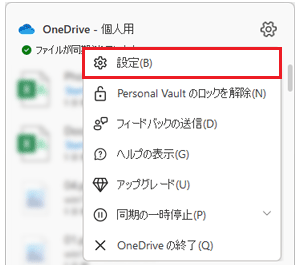 OneDrive - 個人用
ファイルが同期
設定(B)
Personal Vault のロックを解除(N)
フィードバックの送信(D)
ヘルプの表示(G)
アップグレード(U)
同期の一時停止(P)
OneDrive の終了(Q)